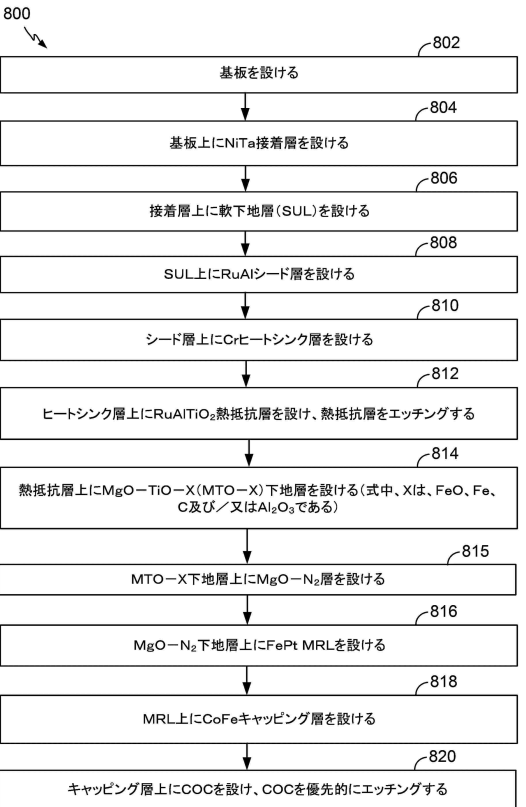 800
802
基板を設ける
804
基板上にNiTa接着層を設ける
806
接着層上に軟下地層(SUL)を設ける
808
SUL上にRuAlシード層を設ける
810
シード層上にCrヒートシンク層を設ける
812
ヒートシンク層上にRuAlTiO₂熱抵抗層を設け、熱抵抗層をエッチングする
814
熱抵抗層上にMgO－TiO－X(MTO－X)下地層を設ける(式中、Xは、FeO、Fe、
C及び／又はAl₂O₃である)
815
MTO－X下地層上にMgO－N₂層を設ける
816
MgO－N₂下地層上にFePt MRLを設ける
818
MRL上にCoFeキャッピング層を設ける
820
キャッピング層上にCOCを設け、COCを優先的にエッチングする